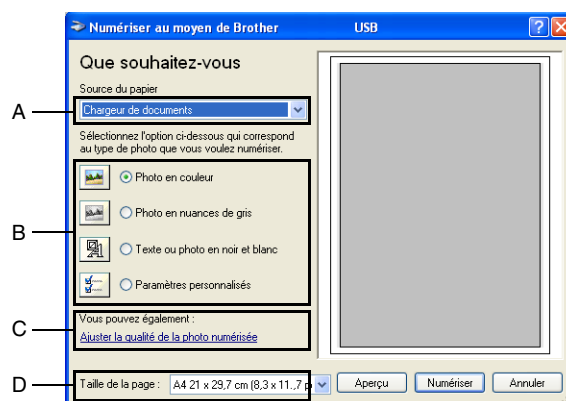 Numériser au moyen de Brother USB
Que souhaitez-vous
Source du papier
A
Chargeur de documents
Sélectionnez l'option ci-dessous qui correspond
au type de photo que vous voulez numériser.
Photo en couleur
Photo en nuances de gris
B
Texte ou photo en noir et blanc
Paramètres personnalisés
Vous pouvez également :
C
Ajuster la qualité de la photo numérisée
D
Taille de la page : A4 21 x 29,7 cm (8,3 x 11.,7 p
Aperçu Numériser Annuler